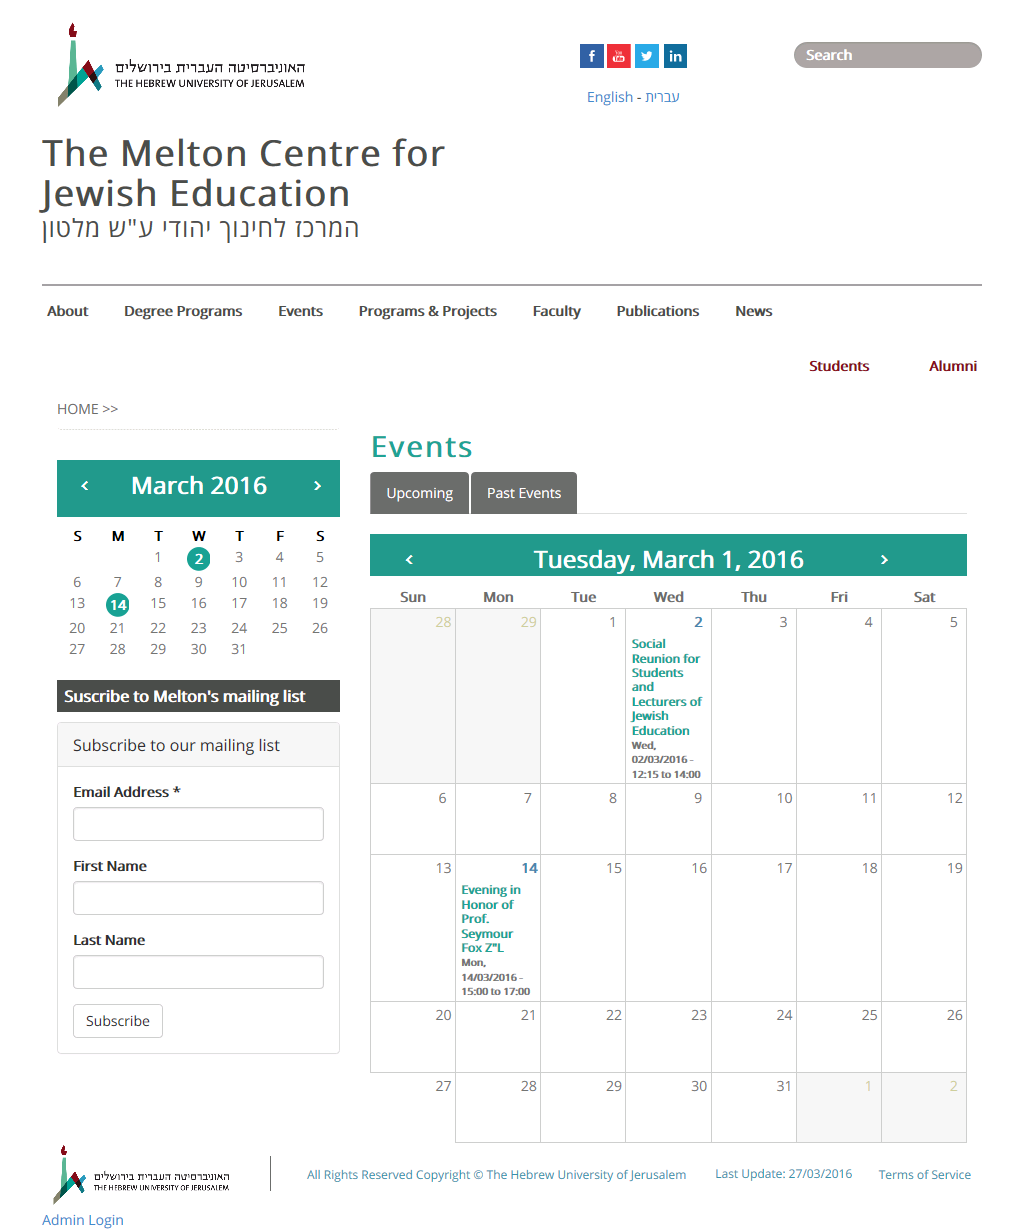 האוניברסיטה העברית בירושלים
THE HEBREW UNIVERSITY OF JERUSALEM
f You Tube in
Search
English - עברית
The Melton Centre for
Jewish Education
המרכז לחינוך יהודי ע"ש מלטון
About Degree Programs Events Programs & Projects Faculty Publications News
Students Alumni
HOME >>
‹ March 2016 ›
S M T W T F S
1 2 3 4 5
6 7 8 9 10 11 12
13 14 15 16 17 18 19
20 21 22 23 24 25 26
27 28 29 30 31
Suscribe to Melton's mailing list
Subscribe to our mailing list
Email Address *
First Name
Last Name
Subscribe
Events
Upcoming Past Events
‹ Tuesday, March 1, 2016 ›
Sun Mon Tue Wed Thu Fri Sat
28 29 1 2 3 4 5
Social
Reunion for
Students
and
Lecturers of
Jewish
Education
Wed,
02/03/2016 -
12:15 to 14:00
6 7 8 9 10 11 12
13 14 15 16 17 18 19
Evening in
Honor of
Prof.
Seymour
Fox Z"L
Mon,
14/03/2016 -
15:00 to 17:00
20 21 22 23 24 25 26
27 28 29 30 31 1 2
האוניברסיטה העברית בירושלים
THE HEBREW UNIVERSITY OF JERUSALEM
All Rights Reserved Copyright © The Hebrew University of Jerusalem Last Update: 27/03/2016 Terms of Service
Admin Login